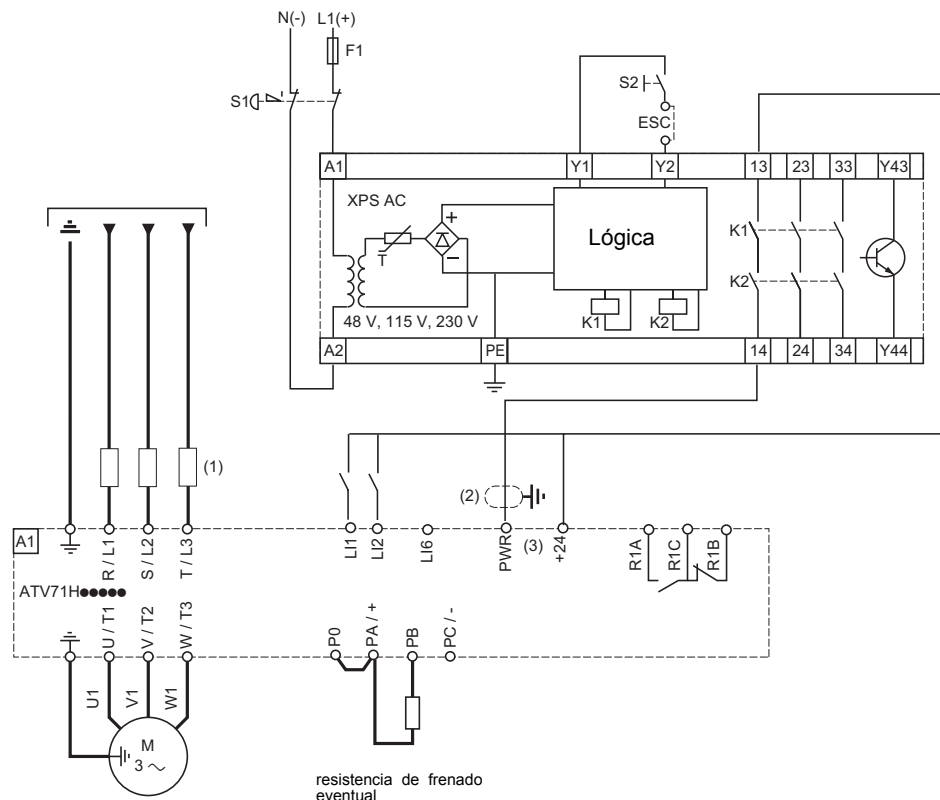 N(-) L1(+)
F1
S1
S2
ESC
A1 Y1 Y2 13 23 33 Y43
XPS AC
+
−
T
Lógica
K1
K2
48 V, 115 V, 230 V
K1 K2
A2 PE 14 24 34 Y44
(1)
(2)
(3)
A1
R / L1
S / L2
T / L3
LI1
LI2
LI6
PWR
+24
R1A
R1C
R1B
ATV71H●●●●●
U / T1
V / T2
W / T3
P0
PA / +
PB
PC / -
U1
V1
W1
M
3 ~
resistencia de frenado
eventual